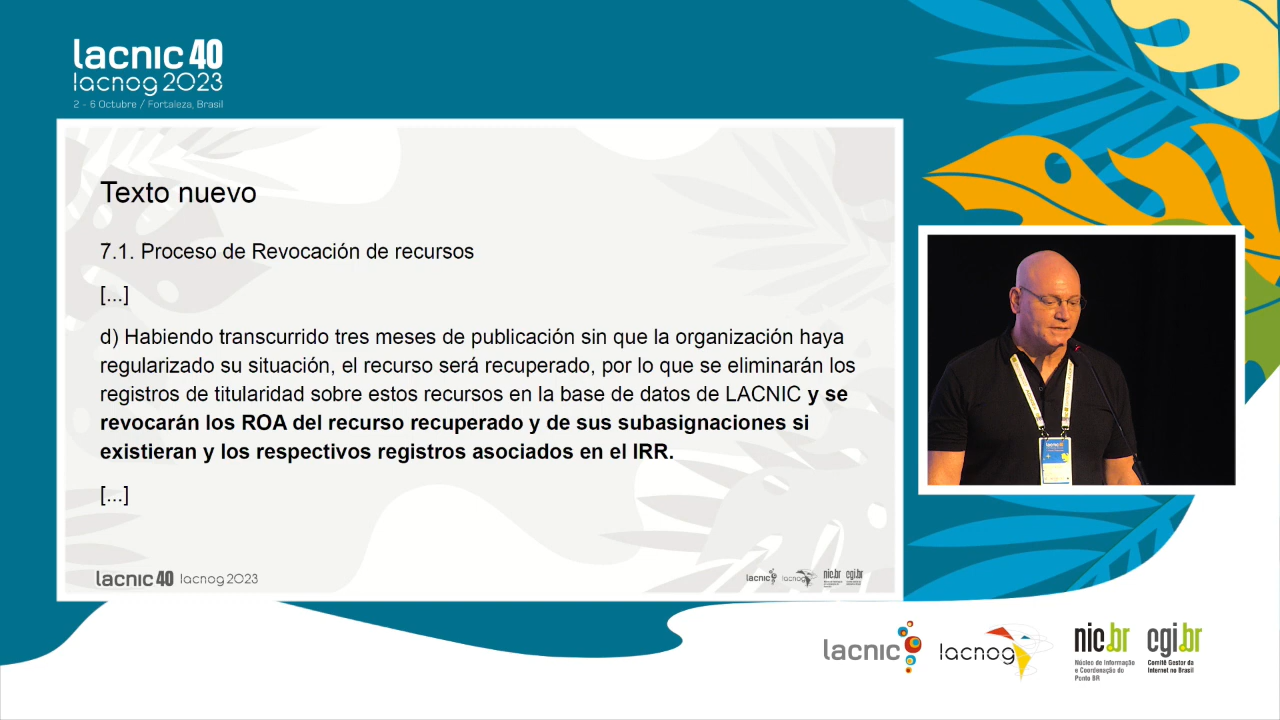 lacnic 40
lacnog 2023
2 - 6 Octubre / Fortaleza, Brasil
Texto nuevo
7.1. Proceso de Revocación de recursos
[...]
d) Habiendo transcurrido tres meses de publicación sin que la organización haya
regularizado su situación, el recurso será recuperado, por lo que se eliminarán los
registros de titularidad sobre estos recursos en la base de datos de LACNIC y se
revocarán los ROA del recurso recuperado y de sus subasignaciones si
existieran y los respectivos registros asociados en el IRR.
[...]
lacnic 40 lacnog 2023
lacnic lacnog nic.br cgi.br
lacnic lacnog nic.br cgi.br
Núcleo de Informação
e Coordenação do
Ponto BR
Comitê Gestor da
Internet no Brasil